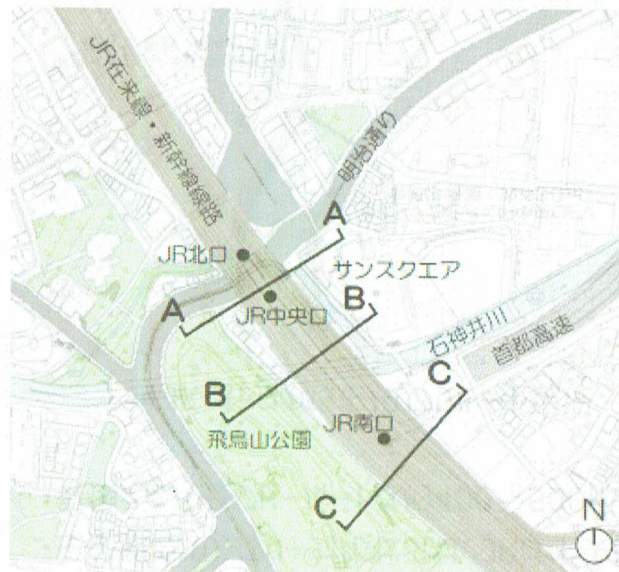 JR在来線・新幹線線路
明治通り
A
JR北口
サンスクエア
A
JR中央口
B
石神井川
首都高速
C
B
飛鳥山公園
JR南口
C
N